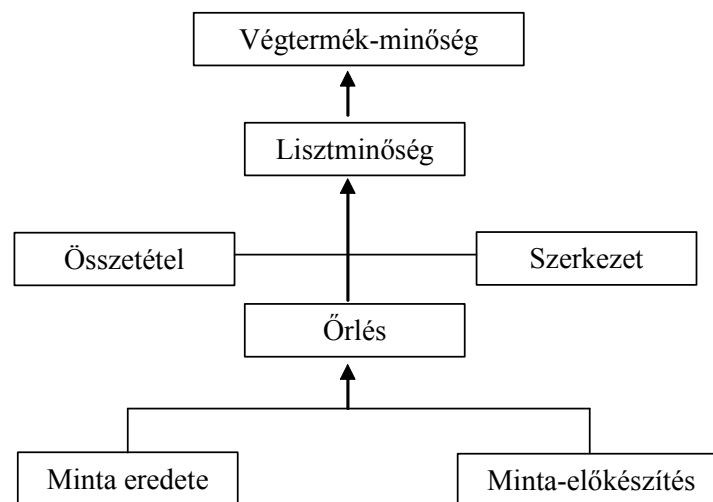 Végtermék-minőség
Lisztminőség
Összetétel
Szerkezet
Őrlés
Minta eredete
Minta-előkészítés